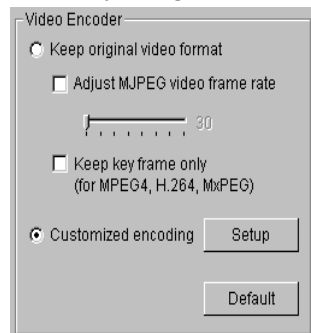 Video Encoder
Keep original video format
Adjust MJPEG video frame rate
30
Keep key frame only
(for MPEG4, H.264, MxPEG)
Customized encoding
Setup
Default